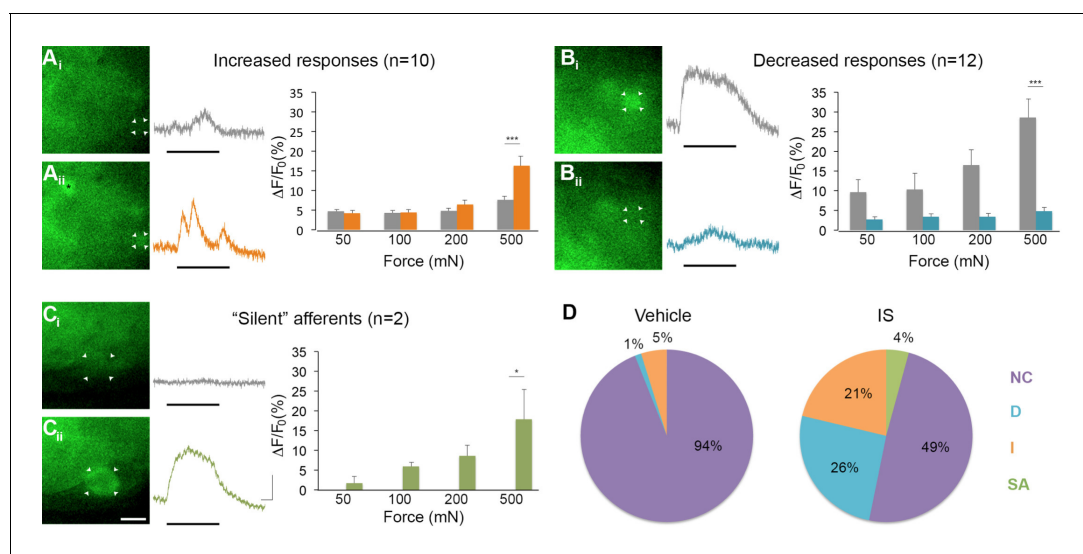 Ai
Increased responses (n=10)
ΔF/F0(%)
35
30
25
20
15
10
5
0
***
50 100 200 500
Force (mN)
Aii
Bi
Decreased responses (n=12)
ΔF/F0(%)
35
30
25
20
15
10
5
0
***
50 100 200 500
Force (mN)
Bii
Ci
"Silent" afferents (n=2)
ΔF/F0(%)
35
30
25
20
15
10
5
0
*
50 100 200 500
Force (mN)
Cii
D
Vehicle
1% 5%
94%
IS
4%
21%
49%
26%
NC
D
I
SA